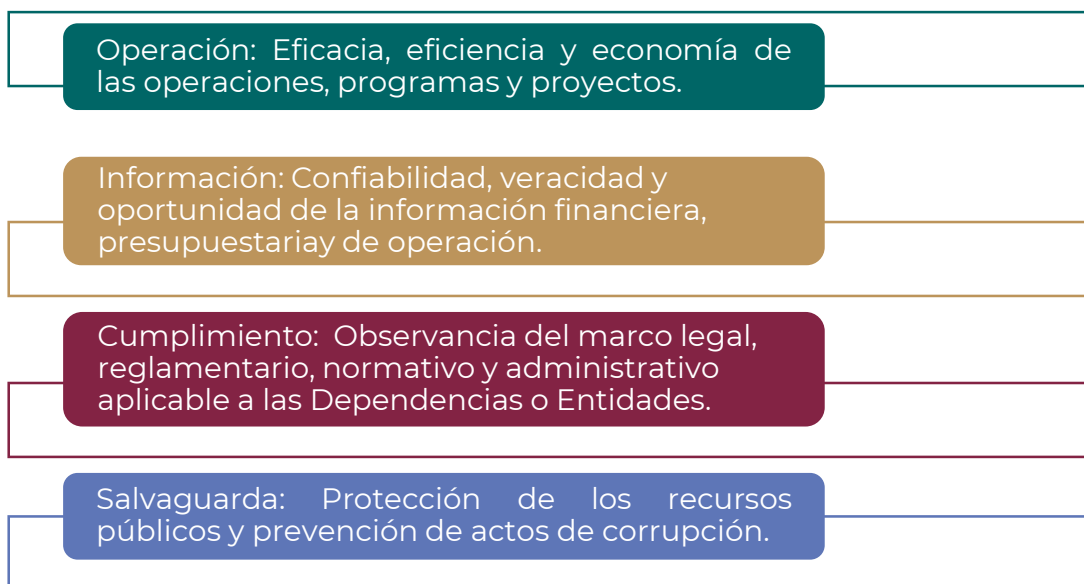 Operación: Eficacia, eficiencia y economía de
las operaciones, programas y proyectos.
Información: Confiabilidad, veracidad y
oportunidad de la información financiera,
presupuestariay de operación.
Cumplimiento: Observancia del marco legal,
reglamentario, normativo y administrativo
aplicable a las Dependencias o Entidades.
Salvaguarda: Protección de los recursos
públicos y prevención de actos de corrupción.